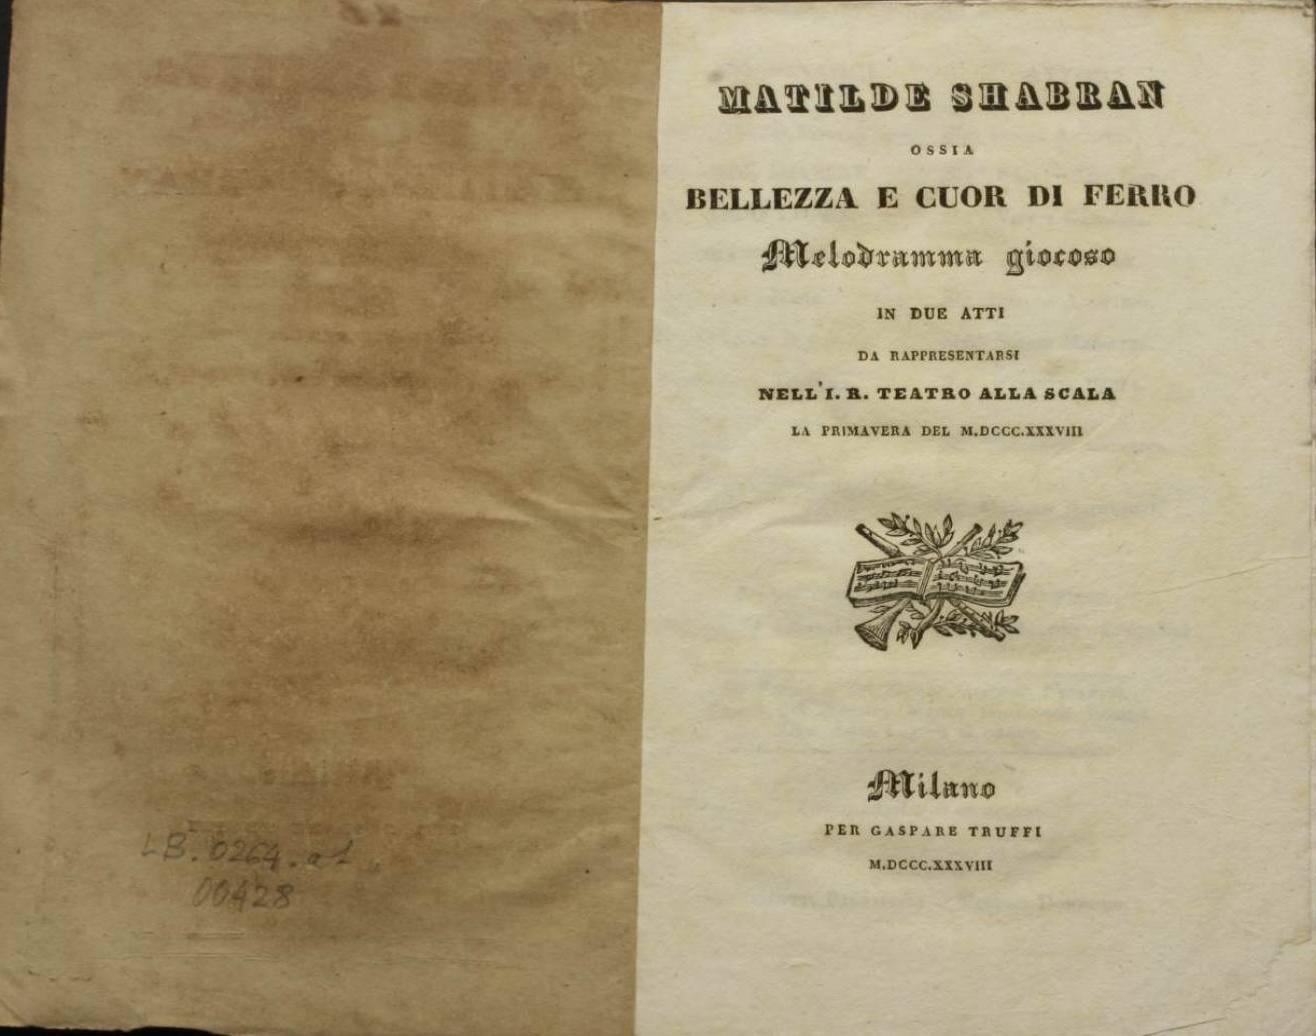 LB. 0264. a 1
00428
MATILDE SHABRAN
OSSIA
BELLEZZA E CUOR DI FERRO
Melodramma giocoso
IN DUE ATTI
DA RAPPRESENTARSI
NELL'I. R. TEATRO ALLA SCALA
LA PRIMAVERA DEL M.DCCC.XXXVIII
Milano
PER GASPARE TRUFFI
M.DCCC.XXXVIII